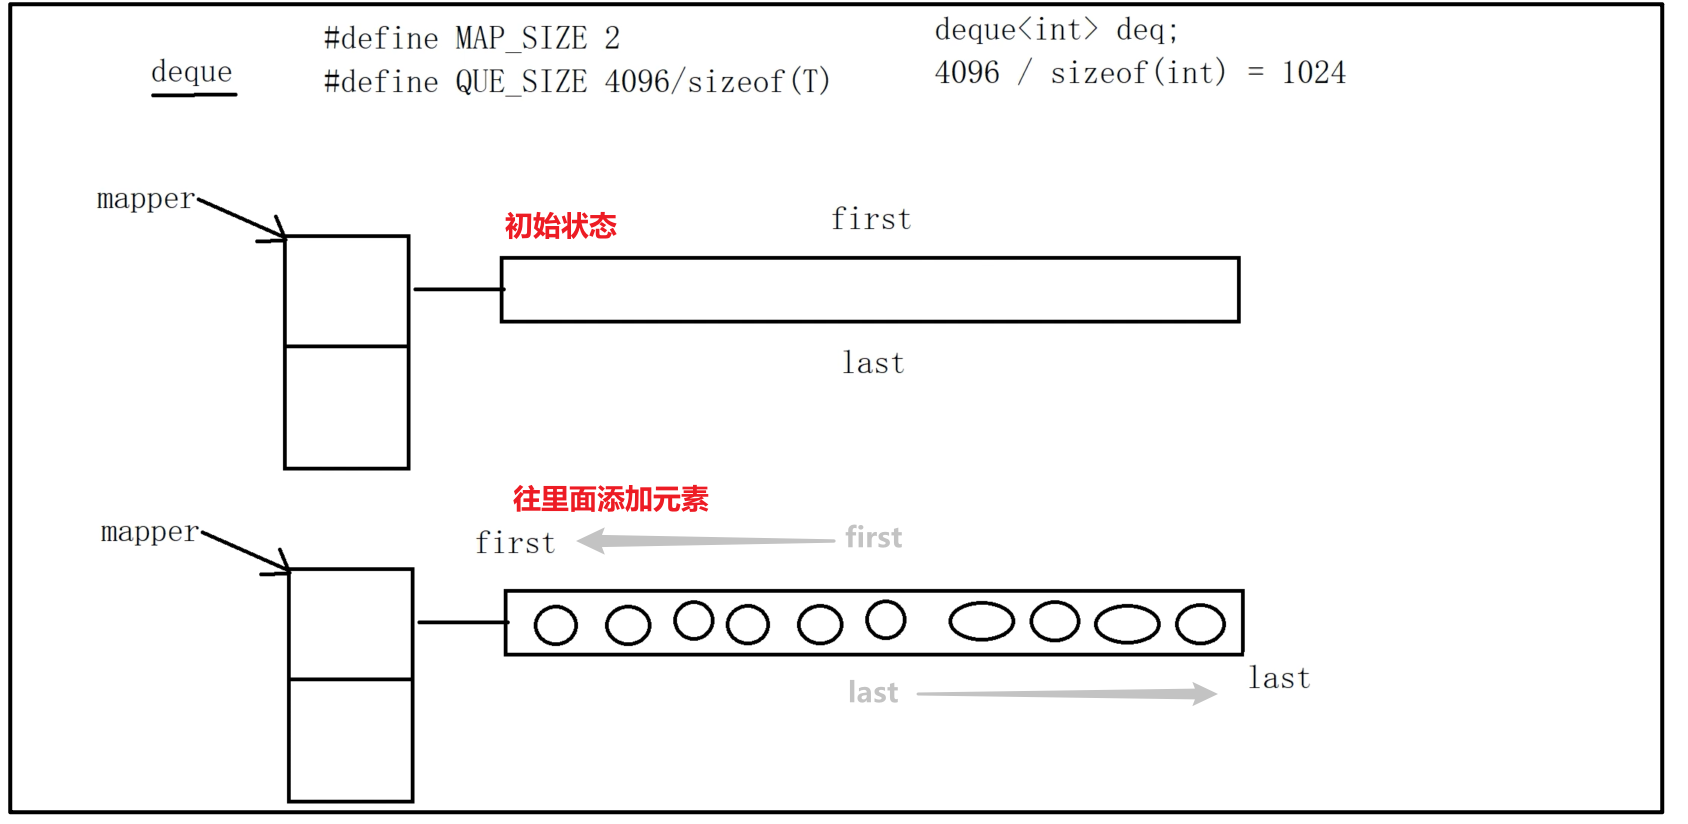 deque
#define MAP_SIZE 2
#define QUE_SIZE 4096/sizeof(T)
deque<int> deq;
4096 / sizeof(int) = 1024
mapper
初始状态
first
last
往里面添加元素
mapper
first
first
last
last